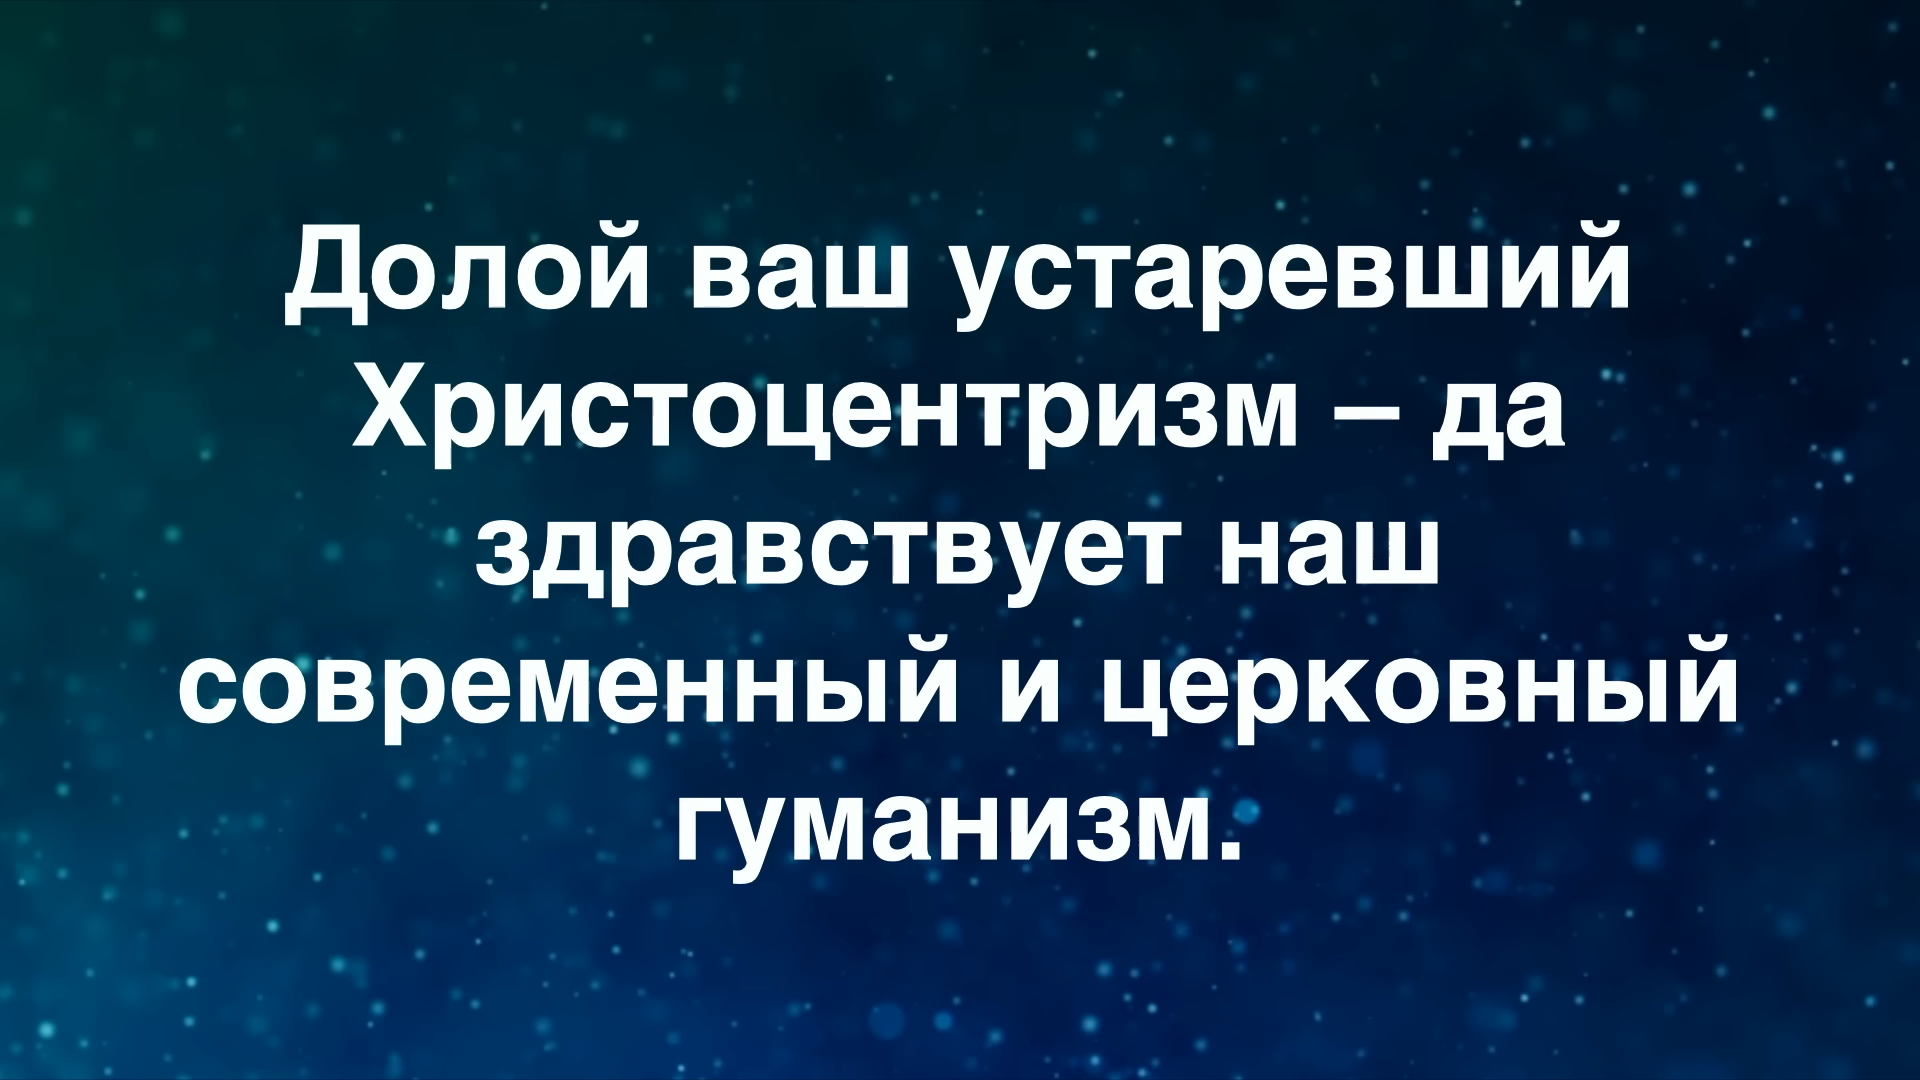 Долой ваш устаревший
Христоцентризм – да
здравствует наш
современный и церковный
гуманизм.